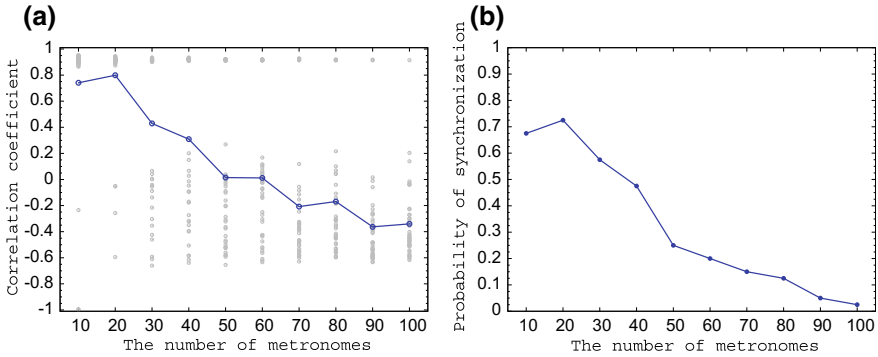 (a)
Correlation coefficient
1
0.8
0.6
0.4
0.2
0
-0.2
-0.4
-0.6
-0.8
-1
10 20 30 40 50 60 70 80 90 100
The number of metronomes
(b)
Probability of synchronization
1
0.9
0.8
0.7
0.6
0.5
0.4
0.3
0.2
0.1
0
10 20 30 40 50 60 70 80 90 100
The number of metronomes